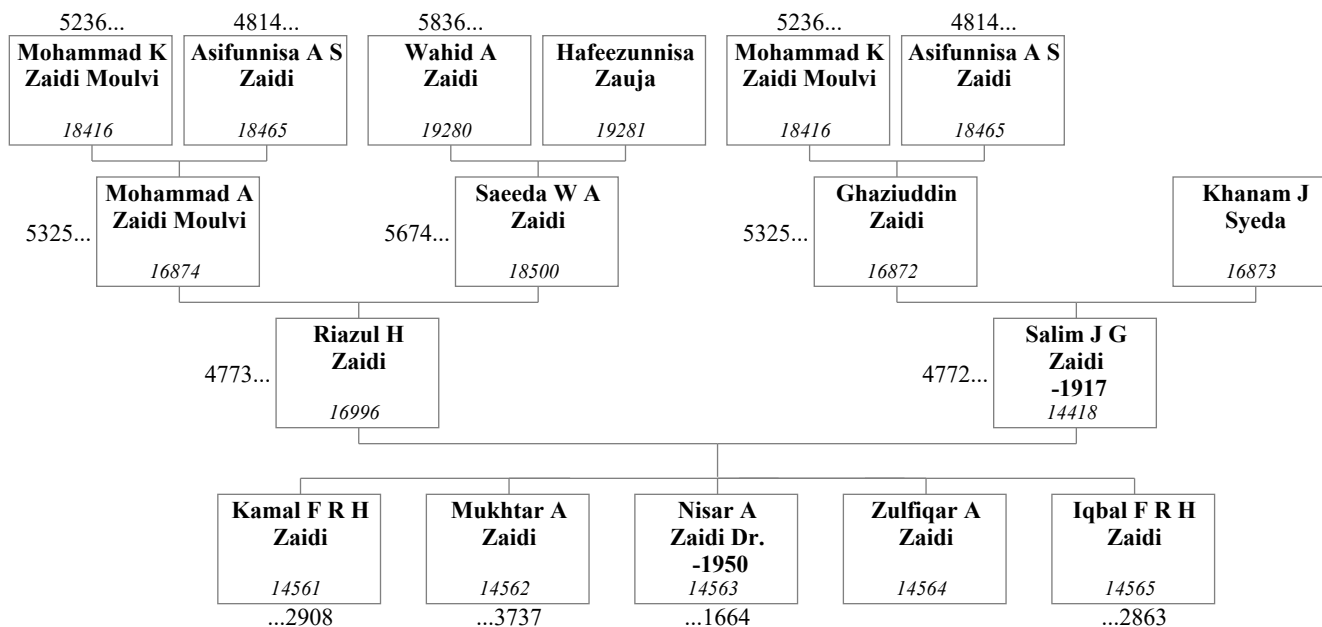 5236...
4814...
5836...
5236...
4814...
Mohammad K
Zaidi Moulvi
18416
Asifunnisa A S
Zaidi
18465
Wahid A
Zaidi
19280
Hafeezunnisa
Zauja
19281
Mohammad K
Zaidi Moulvi
18416
Asifunnisa A S
Zaidi
18465
5325...
Mohammad A
Zaidi Moulvi
16874
5674...
Saeeda W A
Zaidi
18500
5325...
Ghaziuddin
Zaidi
16872
Khanam J
Syeda
16873
4773...
Riazul H
Zaidi
16996
4772...
Salim J G
Zaidi
-1917
14418
Kamal F R H
Zaidi
14561
...2908
Mukhtar A
Zaidi
14562
...3737
Nisar A
Zaidi Dr.
-1950
14563
...1664
Zulfiqar A
Zaidi
14564
Iqbal F R H
Zaidi
14565
...2863